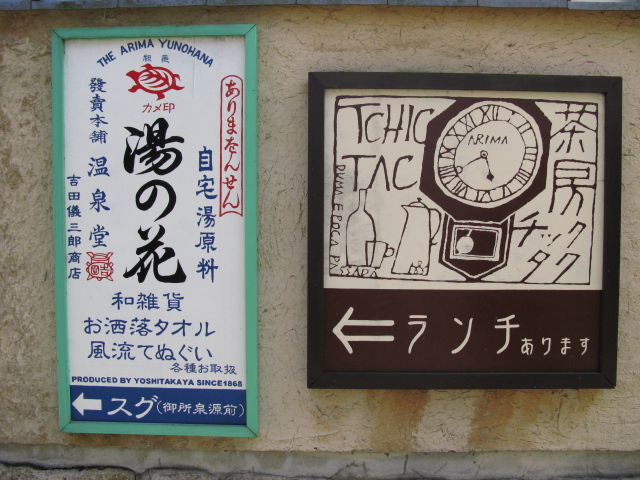 THE ARIMA YUNOHANA
カメ印
ありまをんせん
發賣本舗
温泉堂
吉田儀三郎商店
湯の花
自宅湯原料
和雑貨
お洒落タオル
風流てぬぐい
各種お取扱
PRODUCED BY YOSHITAKAYA SINCE1868
スグ(御所泉源前)
TCHIC
TAC
ARIMA
茶房
チックタク
ランチあります